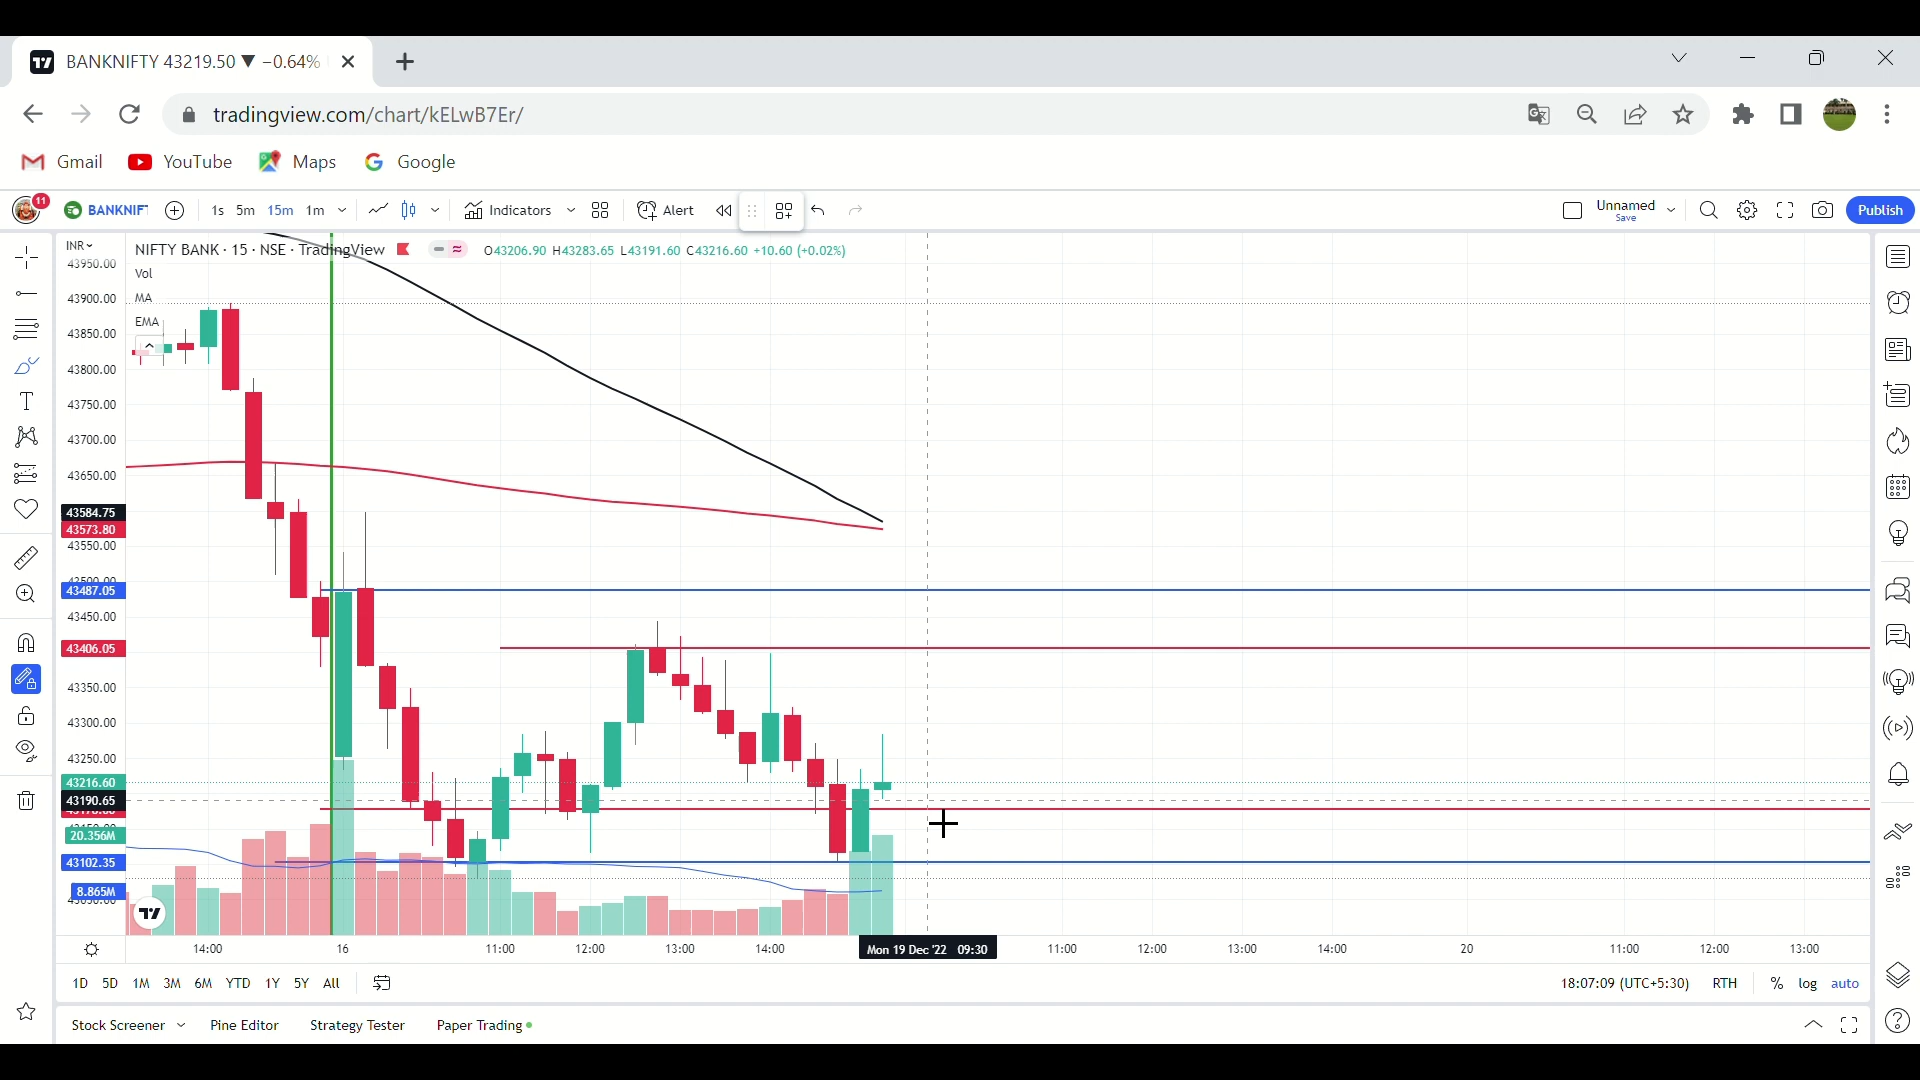 BANKNIFTY 43219.50 ▼ −0.64%
tradingview.com/chart/kELwB7Er/
Gmail YouTube Maps Google
11 BANKNIF 1s 5m 15m 1m Indicators Alert Unnamed Save Publish
INR NIFTY BANK · 15 · NSE · TradingView O43206.90 H43283.65 L43191.60 C43216.60 +10.60 (+0.02%)
43950.00
Vol
43900.00 MA
EMA
43850.00
43800.00
43750.00
43700.00
43650.00
43584.75
43573.80
43550.00
43487.05
43450.00
43406.05
43350.00
43300.00
43250.00
43216.60
43190.65
20.356M
43102.35
8.865M
14:00 16 11:00 12:00 13:00 14:00 Mon 19 Dec '22 09:30 11:00 12:00 13:00 14:00 20 11:00 12:00 13:00
1D 5D 1M 3M 6M YTD 1Y 5Y All 18:07:09 (UTC+5:30) RTH % log auto
Stock Screener Pine Editor Strategy Tester Paper Trading